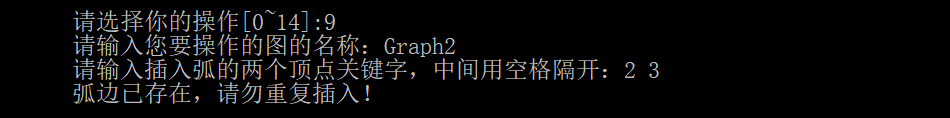 请选择你的操作[0~14]:9
请输入您要操作的图的名称：Graph2
请输入插入弧的两个顶点关键字，中间用空格隔开：2 3
弧边已存在，请勿重复插入！